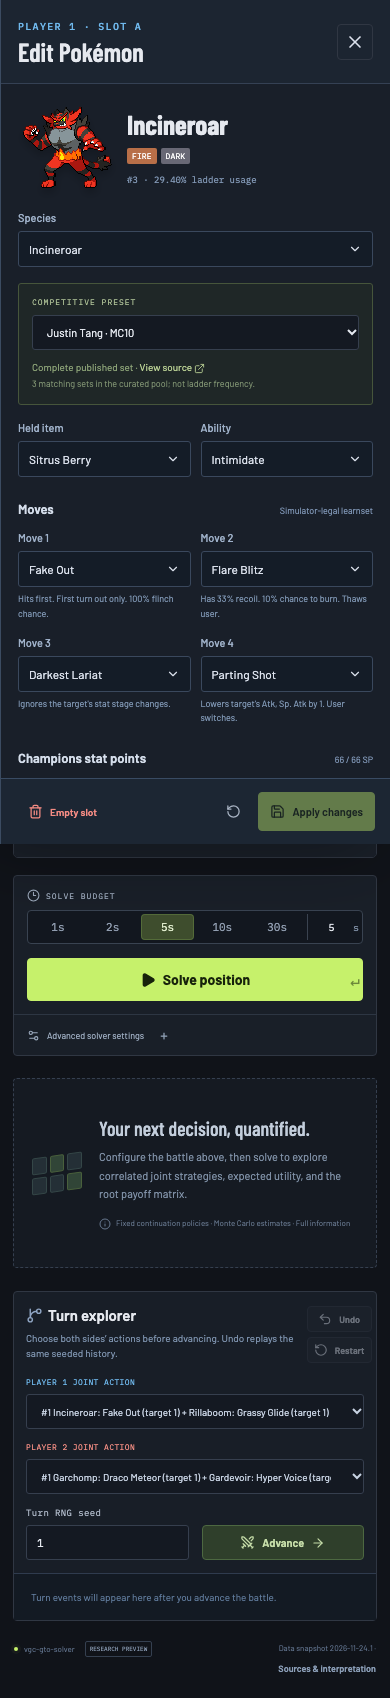 PLAYER 1 · SLOT A
Edit Pokémon
Incineroar
FIRE DARK
#3 · 29.40% ladder usage
Species
Incineroar
COMPETITIVE PRESET
Justin Tang · MC10
Complete published set · View source
3 matching sets in the curated pool; not ladder frequency.
Held item Ability
Sitrus Berry Intimidate
Moves Simulator-legal learnset
Move 1 Move 2
Fake Out Flare Blitz
Hits first. First turn out only. 100% flinch chance.
Has 33% recoil. 10% chance to burn. Thaws user.
Move 3 Move 4
Darkest Lariat Parting Shot
Ignores the target's stat stage changes.
Lowers target's Atk, Sp. Atk by 1. User switches.
Champions stat points 66 / 66 SP
Empty slot Apply changes
SOLVE BUDGET
1s 2s 5s 10s 30s 5 s
Solve position
Advanced solver settings +
Your next decision, quantified.
Configure the battle above, then solve to explore
correlated joint strategies, expected utility, and the
root payoff matrix.
Fixed continuation policies · Monte Carlo estimates · Full information
Turn explorer Undo
Choose both sides' actions before advancing. Undo replays the
same seeded history.
Restart
PLAYER 1 JOINT ACTION
#1 Incineroar: Fake Out (target 1) + Rillaboom: Grassy Glide (target 1)
PLAYER 2 JOINT ACTION
#1 Garchomp: Draco Meteor (target 1) + Gardevoir: Hyper Voice (targe
Turn RNG seed
1 Advance
Turn events will appear here after you advance the battle.
vgc-gto-solver RESEARCH PREVIEW Data snapshot 2026-11-24.1 ·
Sources & interpretation